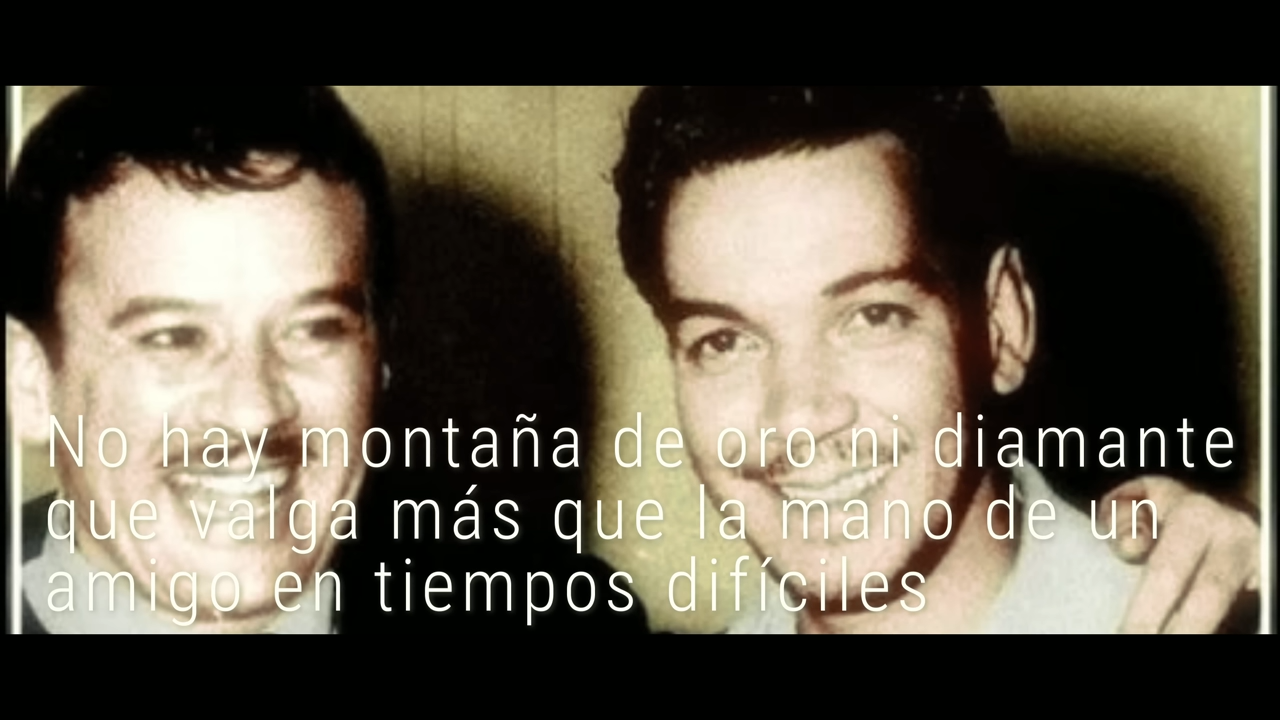 No hay montaña de oro ni diamante
que valga más que la mano de un
amigo en tiempos difíciles